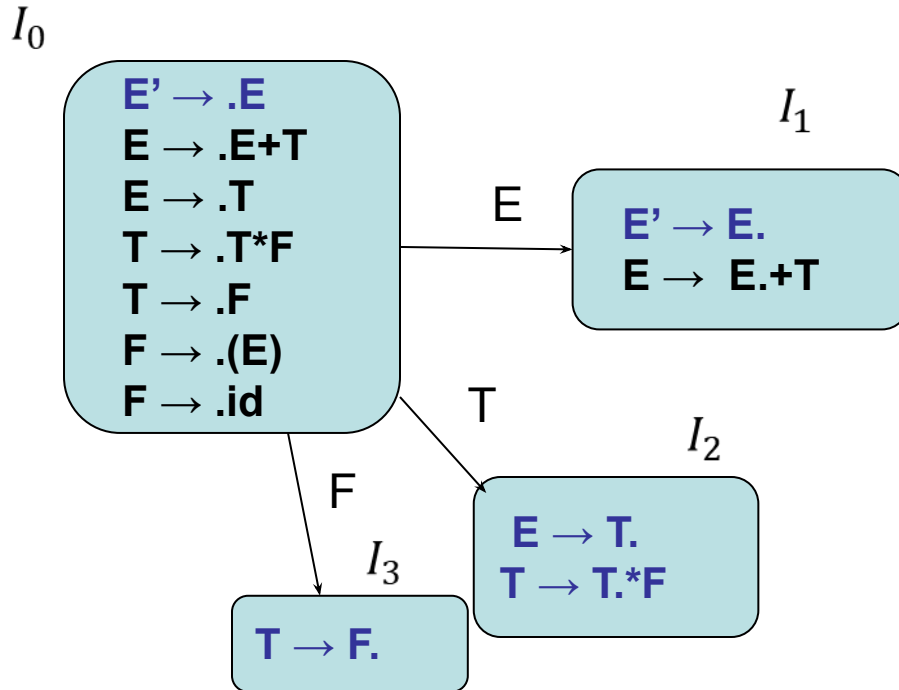 I₀
E’ → .E
E → .E+T
E → .T
T → .T*F
T → .F
F → .(E)
F → .id
E
I₁
E’ → E.
E → E.+T
T
I₂
E → T.
T → T.*F
F
I₃
T → F.